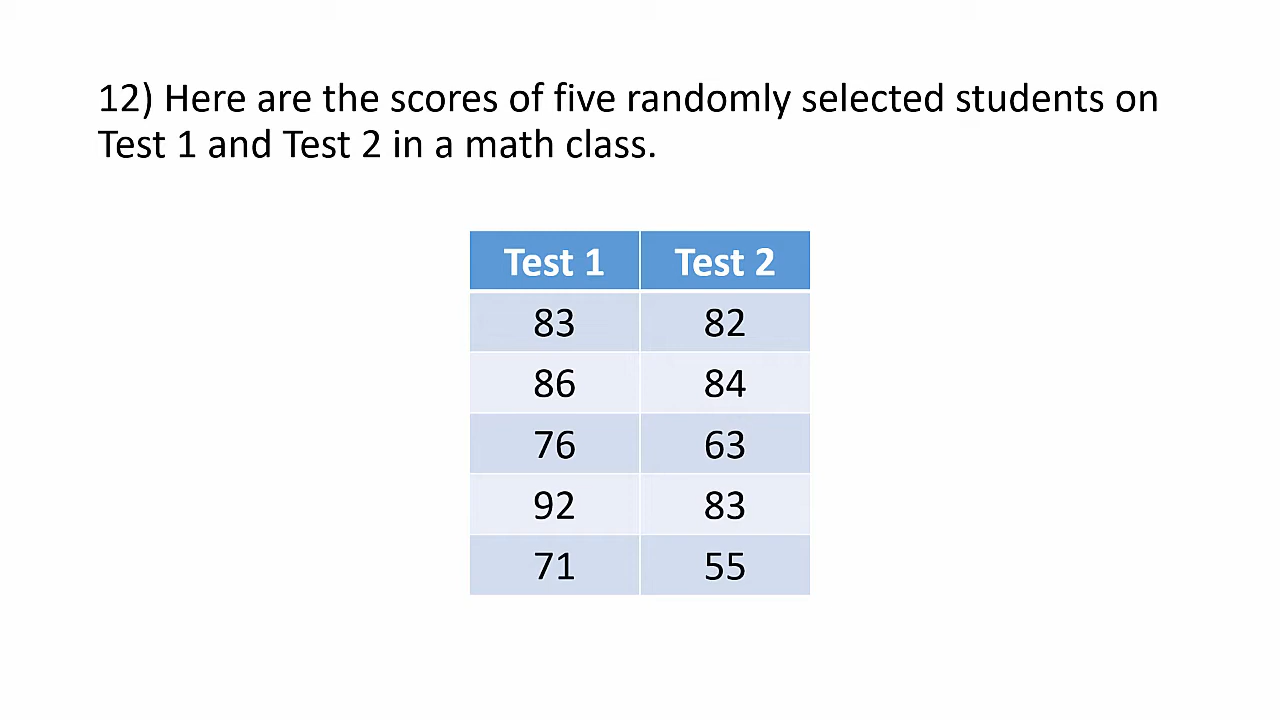 12) Here are the scores of five randomly selected students on
Test 1 and Test 2 in a math class.
Test 1 Test 2
83 82
86 84
76 63
92 83
71 55